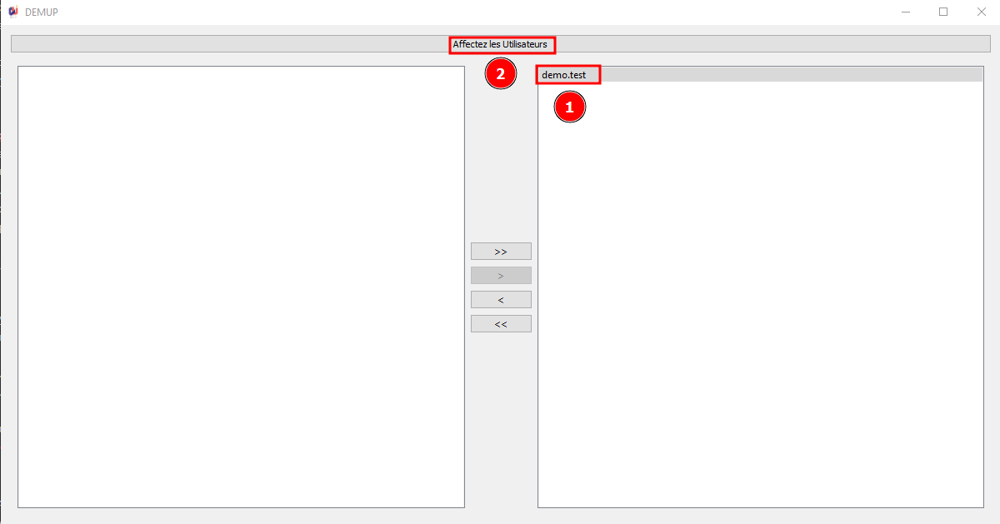 DEMUP
Affectez les Utilisateurs
2
demo.test
1
>>
>
<
<<